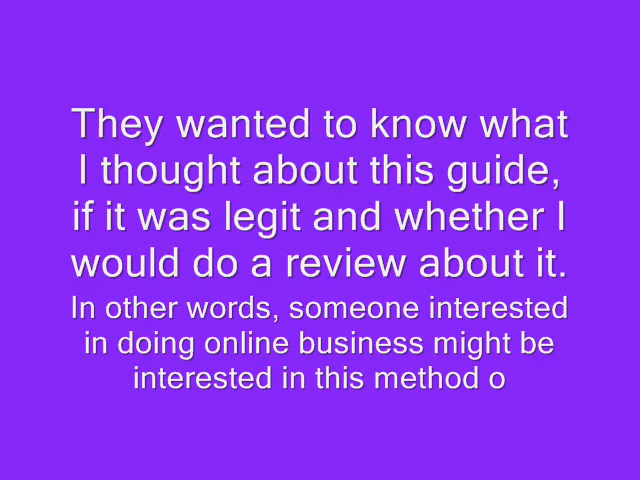 They wanted to know what
I thought about this guide,
if it was legit and whether I
would do a review about it.
In other words, someone interested
in doing online business might be
interested in this method o